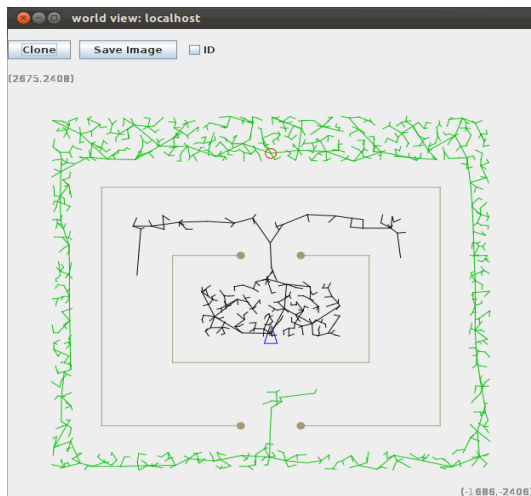 world view: localhost
Clone Save Image ID
(2675,2408)
(-1686,-2406)